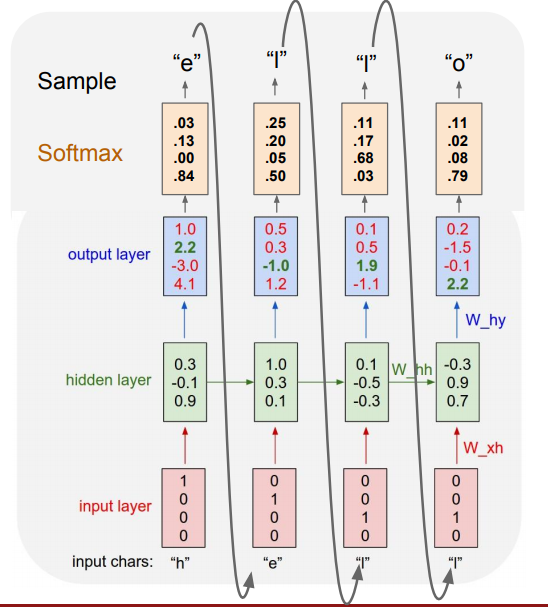 “e” “l” “l” “o”
Sample
.03 .25 .11 .11
.13 .20 .17 .02
Softmax .00 .05 .68 .08
.84 .50 .03 .79
1.0 0.5 0.1 0.2
output layer 2.2 0.3 0.5 -1.5
-3.0 -1.0 1.9 -0.1
4.1 1.2 -1.1 2.2
W_hy
0.3 1.0 0.1 W_hh -0.3
hidden layer -0.1 0.3 -0.5 0.9
0.9 0.1 -0.3 0.7
W_xh
1 0 0 0
input layer 0 1 0 0
0 0 1 1
0 0 0 0
input chars: “h” “e” “l” “l”